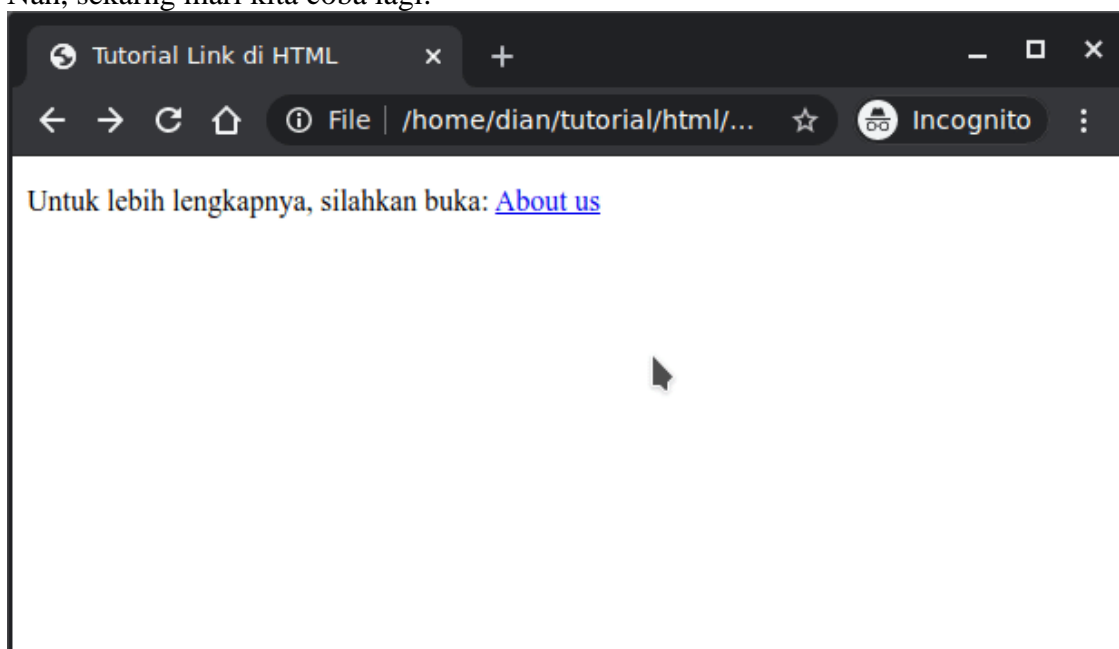 Nah, sekarng mari kita coba lagi:
Tutorial Link di HTML
File /home/dian/tutorial/html/... Incognito
Untuk lebih lengkapnya, silahkan buka: About us